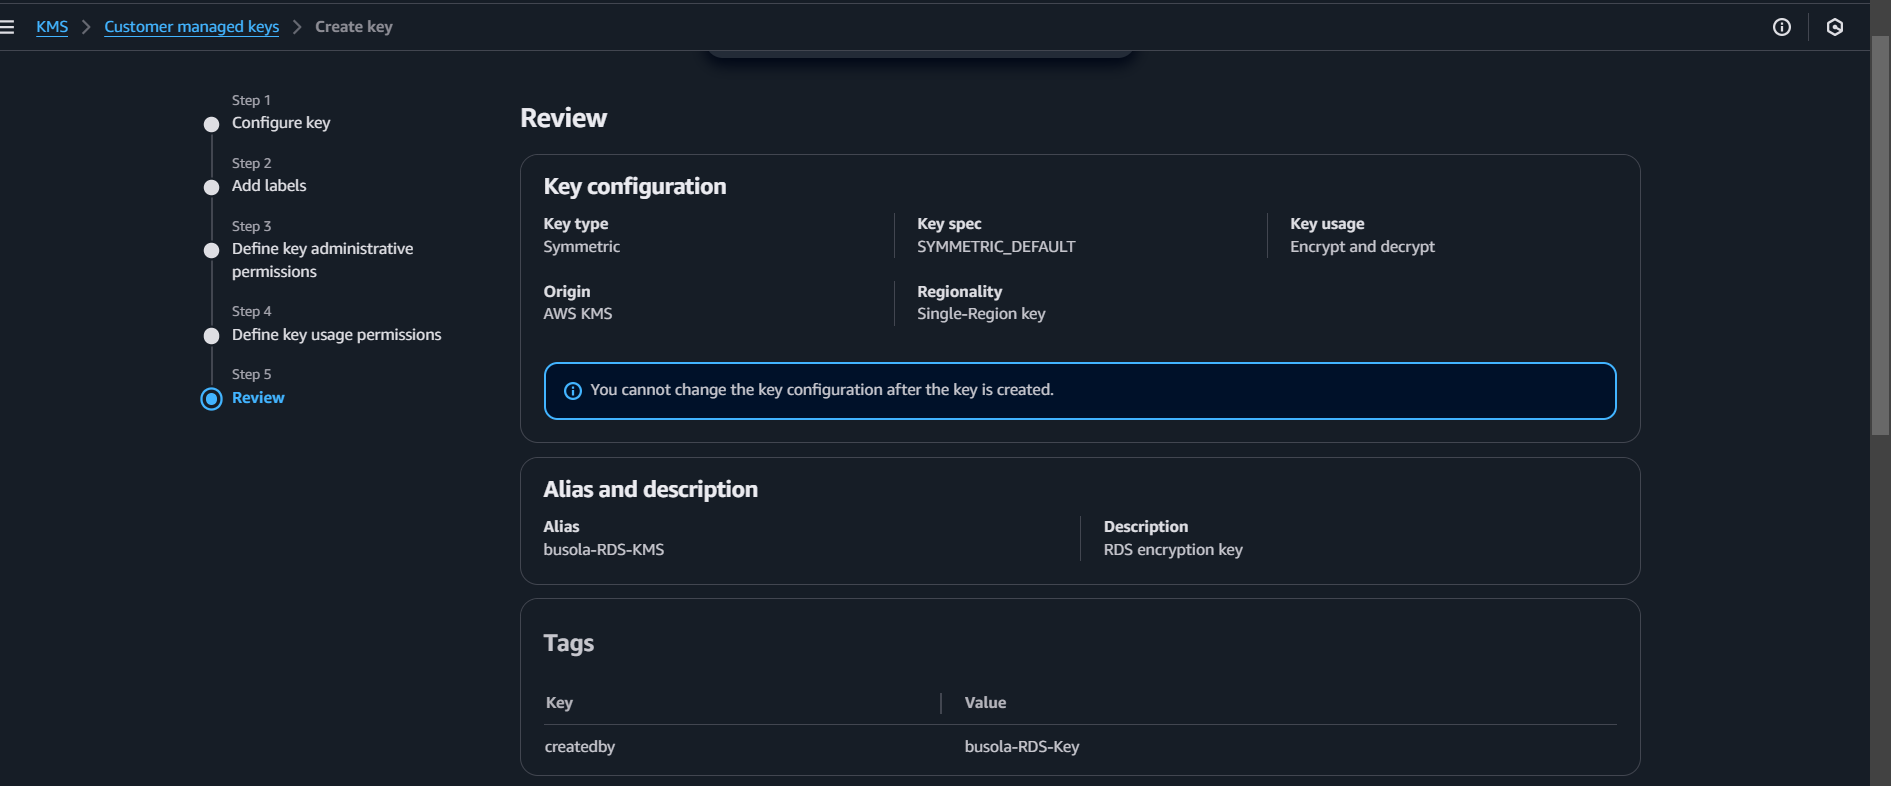 KMS > Customer managed keys > Create key
Step 1
Configure key
Step 2
Add labels
Step 3
Define key administrative
permissions
Step 4
Define key usage permissions
Step 5
Review
Review
Key configuration
Key type
Symmetric
Key spec
SYMMETRIC_DEFAULT
Key usage
Encrypt and decrypt
Origin
AWS KMS
Regionality
Single-Region key
You cannot change the key configuration after the key is created.
Alias and description
Alias
busola-RDS-KMS
Description
RDS encryption key
Tags
Key
Value
createdby
busola-RDS-Key